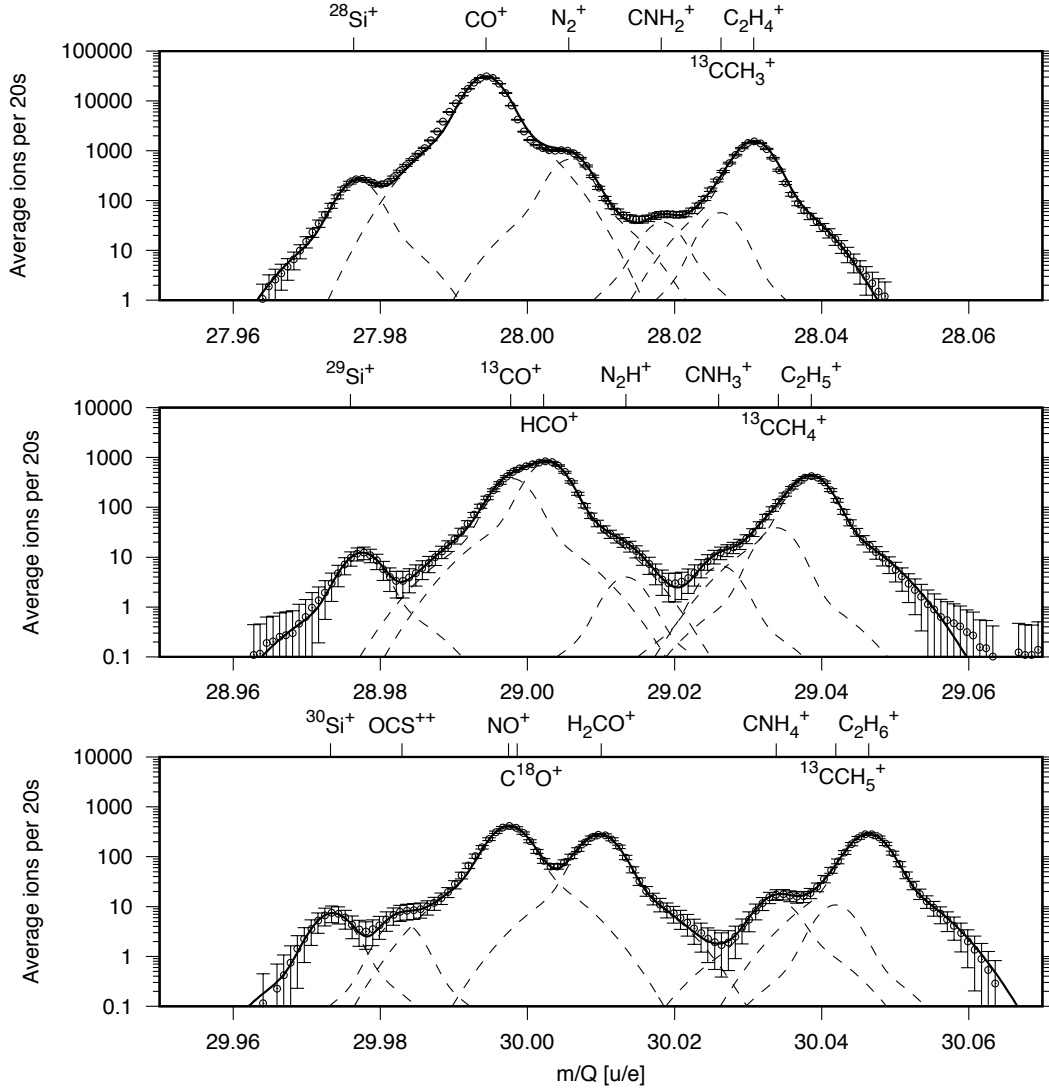 ²⁸Si⁺ CO⁺ N₂⁺ CNH₂⁺ C₂H₄⁺
¹³CCH₃⁺
Average ions per 20s
100000
10000
1000
100
10
1
27.96 27.98 28.00 28.02 28.04 28.06
²⁹Si⁺ ¹³CO⁺ N₂H⁺ CNH₃⁺ C₂H₅⁺
HCO⁺ ¹³CCH₄⁺
Average ions per 20s
10000
1000
100
10
1
0.1
28.96 28.98 29.00 29.02 29.04 29.06
³⁰Si⁺ OCS⁺⁺ NO⁺ H₂CO⁺ CNH₄⁺ C₂H₆⁺
C¹⁸O⁺ ¹³CCH₅⁺
Average ions per 20s
10000
1000
100
10
1
0.1
29.96 29.98 30.00 30.02 30.04 30.06
m/Q [u/e]